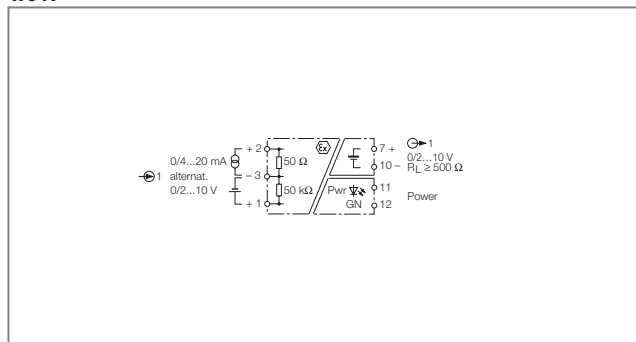 0/4...20 mA
1 alternat.
0/2...10 V
+ 2
- 3
+ 1
50 Ω
50 kΩ
Ex
7 +
10 –
Pwr
GN
11
12
1
0/2...10 V
RL ≥ 500 Ω
Power